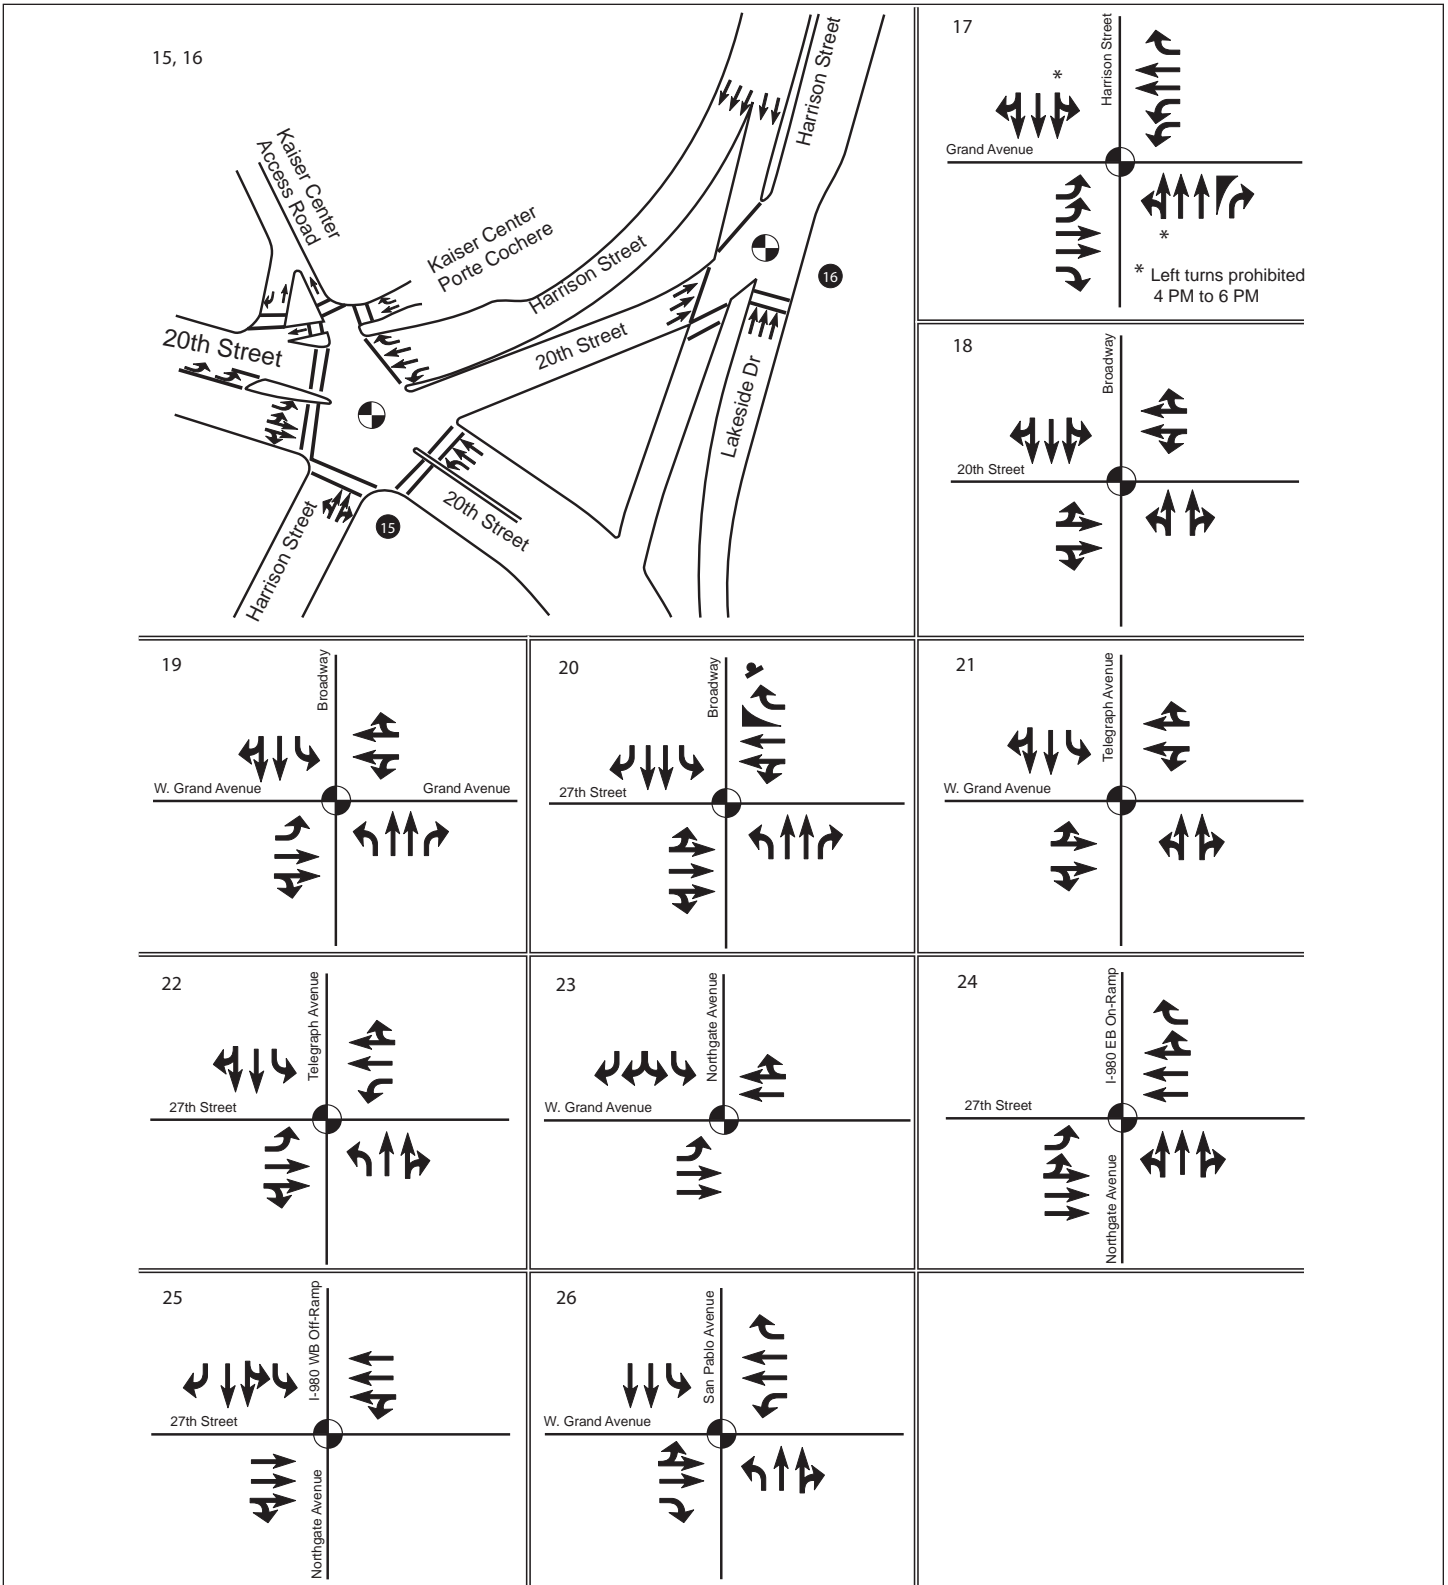 15, 16
Kaiser Center
Access Road
Kaiser Center
Porte Cochere
Harrison Street
Harrison Street
20th Street
20th Street
Lakeside Dr
20th Street
Harrison Street
15
16
17
Harrison Street
*
Grand Avenue
*
* Left turns prohibited
4 PM to 6 PM
18
Broadway
20th Street
19
Broadway
W. Grand Avenue
Grand Avenue
20
Broadway
27th Street
21
Telegraph Avenue
W. Grand Avenue
22
Telegraph Avenue
27th Street
23
Northgate Avenue
W. Grand Avenue
24
I-980 EB On-Ramp
27th Street
Northgate Avenue
25
I-980 WB Off-Ramp
27th Street
Northgate Avenue
26
San Pablo Avenue
W. Grand Avenue